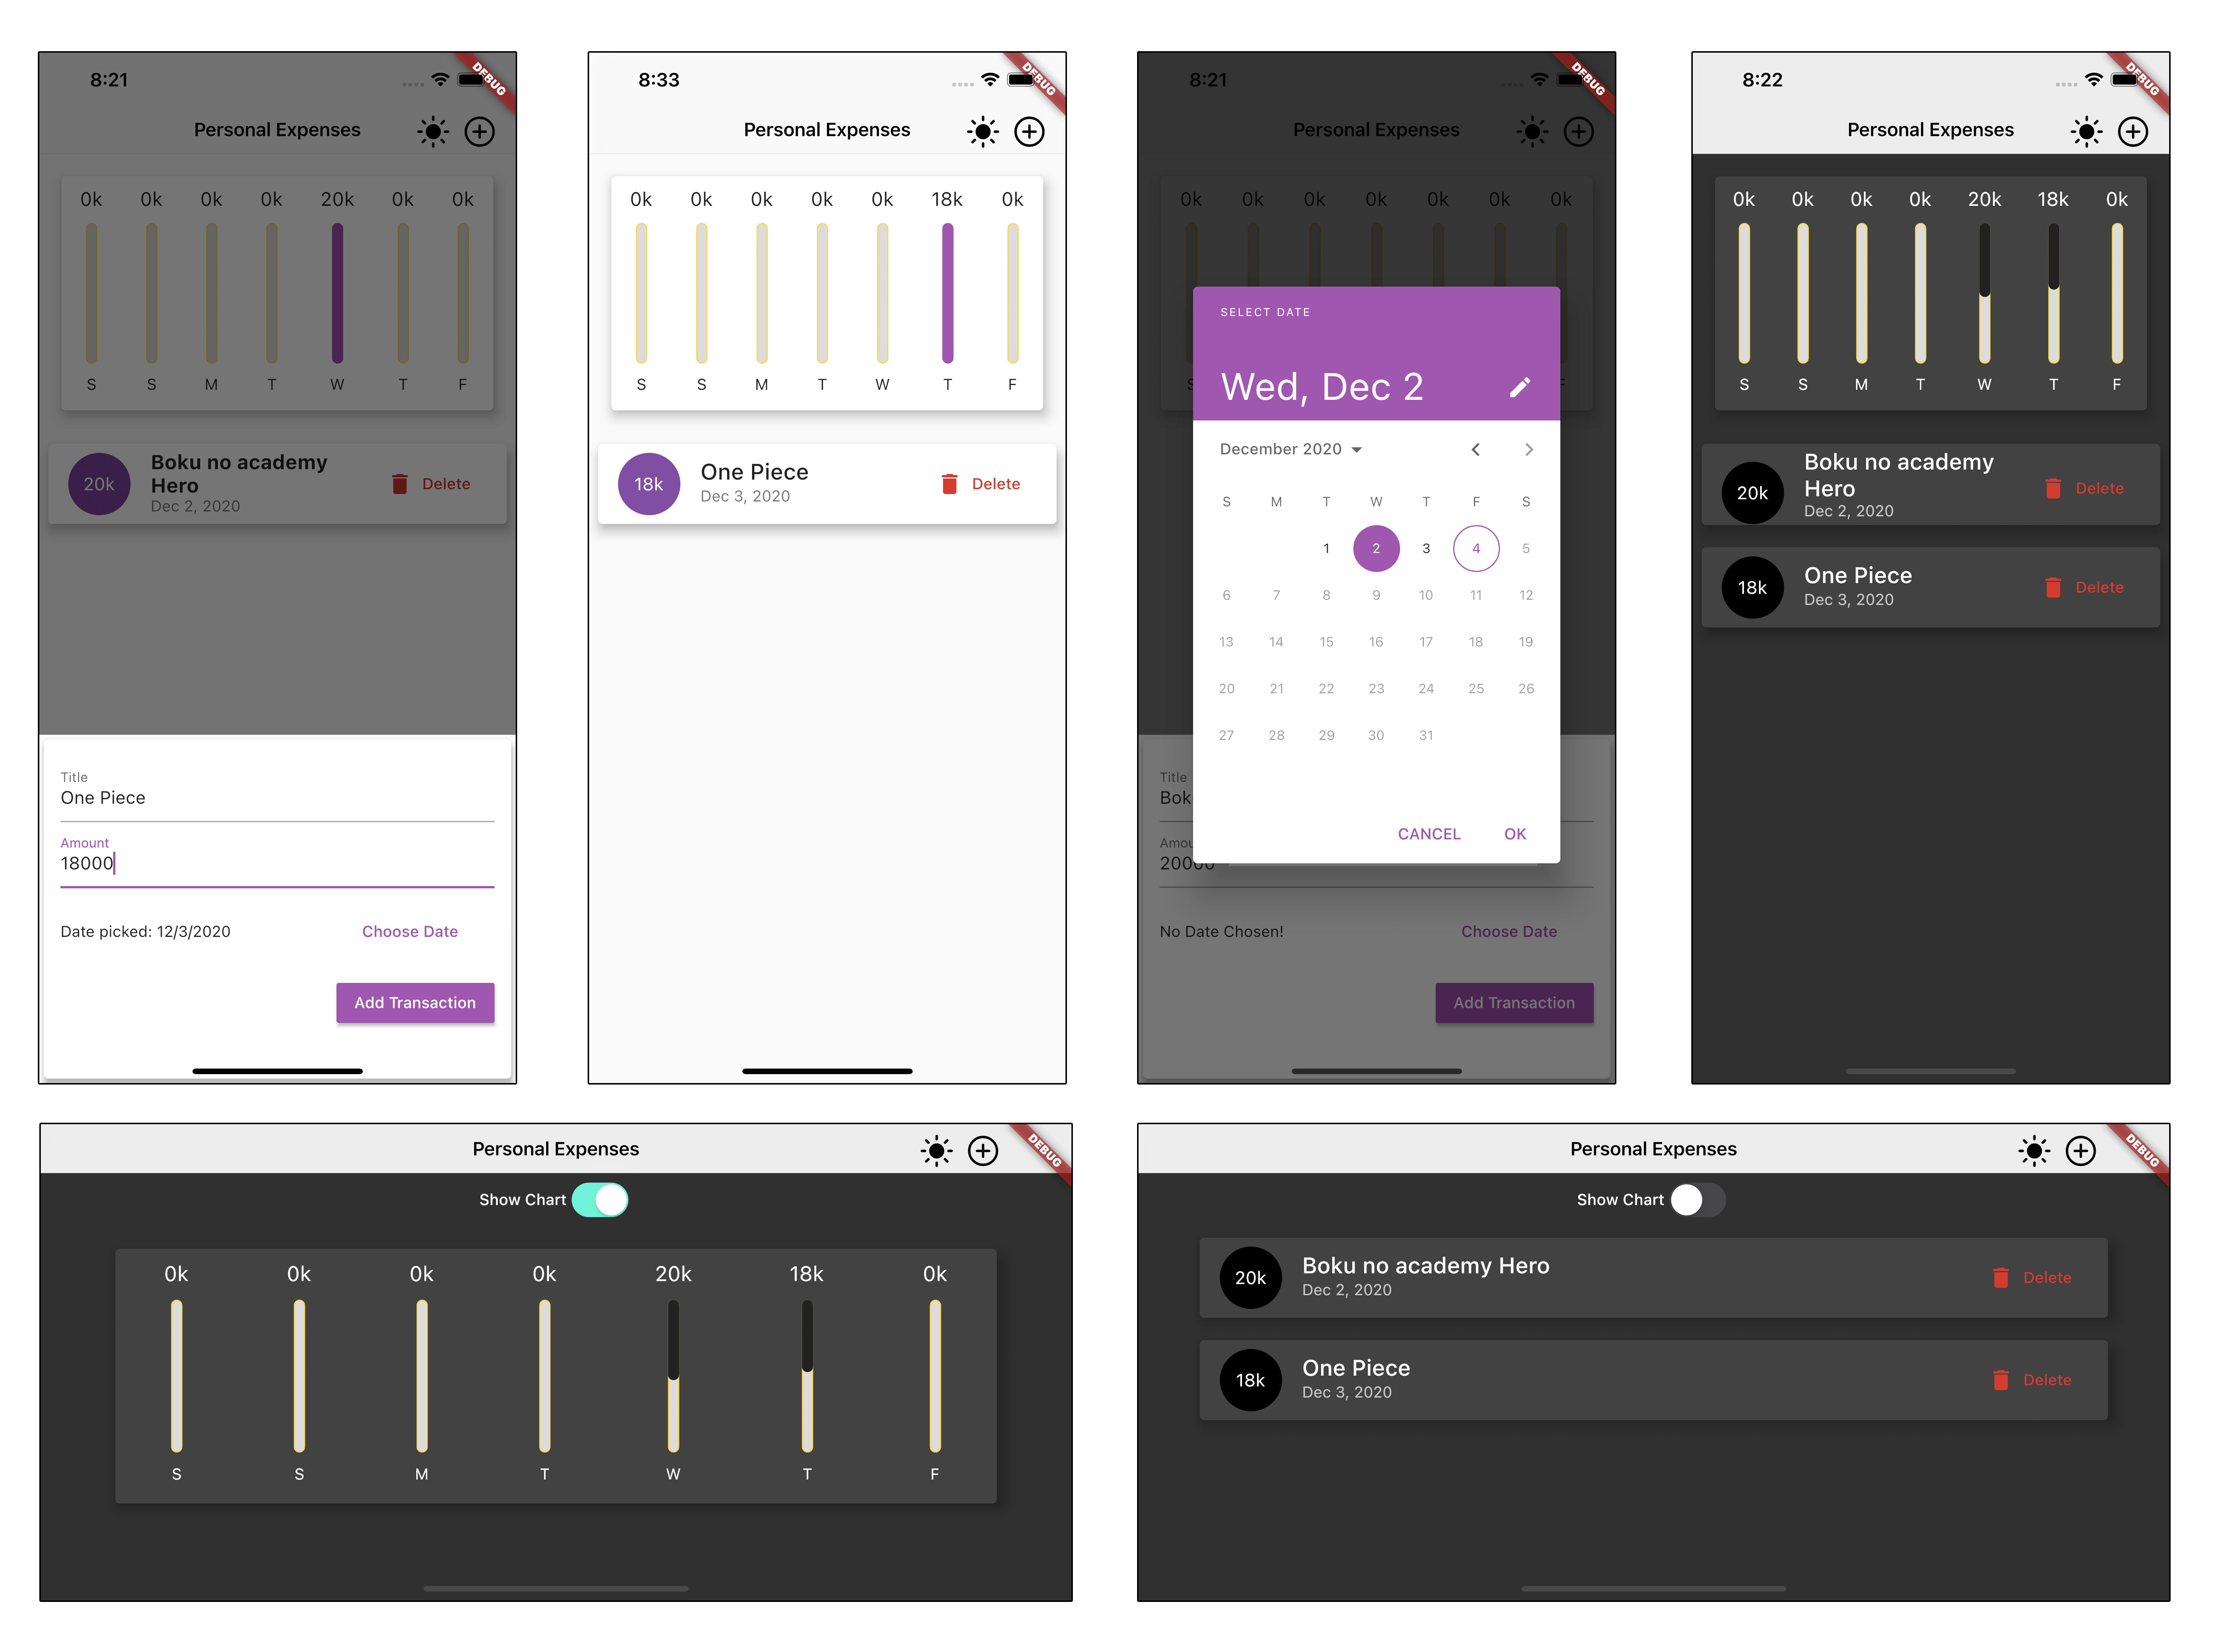 8:21
DEBUG
Personal Expenses
0k 0k 0k 0k 20k 0k 0k
S S M T W T F
20k
Boku no academy
Hero
Dec 2, 2020
Delete
Title
One Piece
Amount
18000
Date picked: 12/3/2020
Choose Date
Add Transaction
8:33
DEBUG
Personal Expenses
0k 0k 0k 0k 0k 18k 0k
S S M T W T F
18k
One Piece
Dec 3, 2020
Delete
8:21
DEBUG
Personal Expenses
0k 0k 0k 0k 0k 0k 0k
S F
SELECT DATE
Wed, Dec 2
December 2020
S M T W T F S
1 2 3 4 5
6 7 8 9 10 11 12
13 14 15 16 17 18 19
20 21 22 23 24 25 26
27 28 29 30 31
CANCEL OK
Title
Bok
Amou
20000
No Date Chosen!
Choose Date
Add Transaction
8:22
DEBUG
Personal Expenses
0k 0k 0k 0k 20k 18k 0k
S S M T W T F
20k
Boku no academy
Hero
Dec 2, 2020
Delete
18k
One Piece
Dec 3, 2020
Delete
Personal Expenses
DEBUG
Show Chart
0k 0k 0k 0k 20k 18k 0k
S S M T W T F
Personal Expenses
DEBUG
Show Chart
20k
Boku no academy Hero
Dec 2, 2020
Delete
18k
One Piece
Dec 3, 2020
Delete